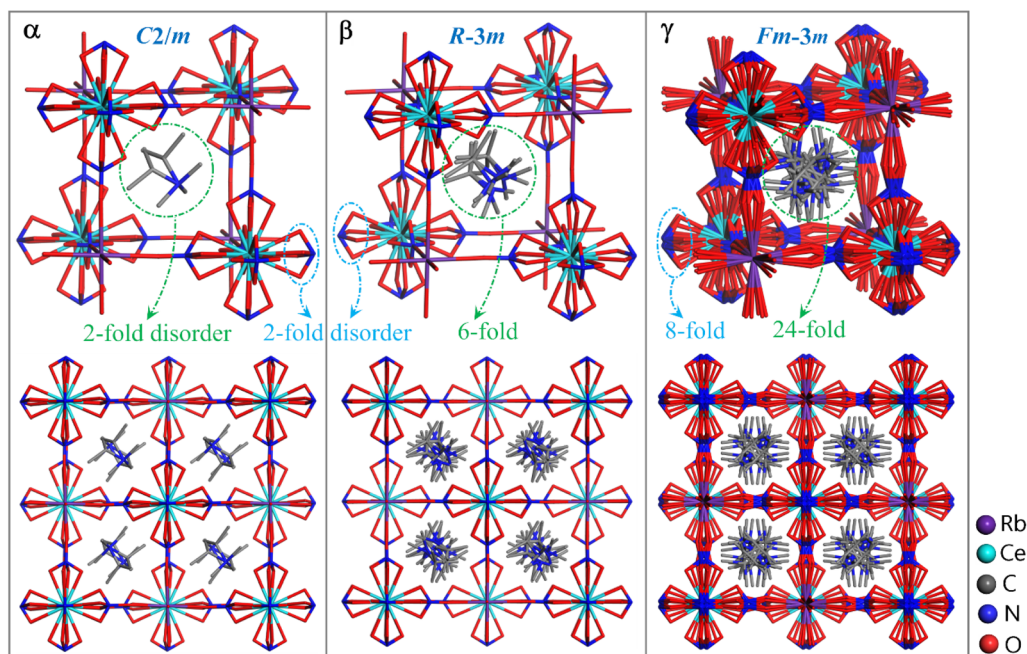 α C2/m
β R-3m
γ Fm-3m
2-fold disorder
2-fold disorder
6-fold
8-fold
24-fold
Rb
Ce
C
N
O